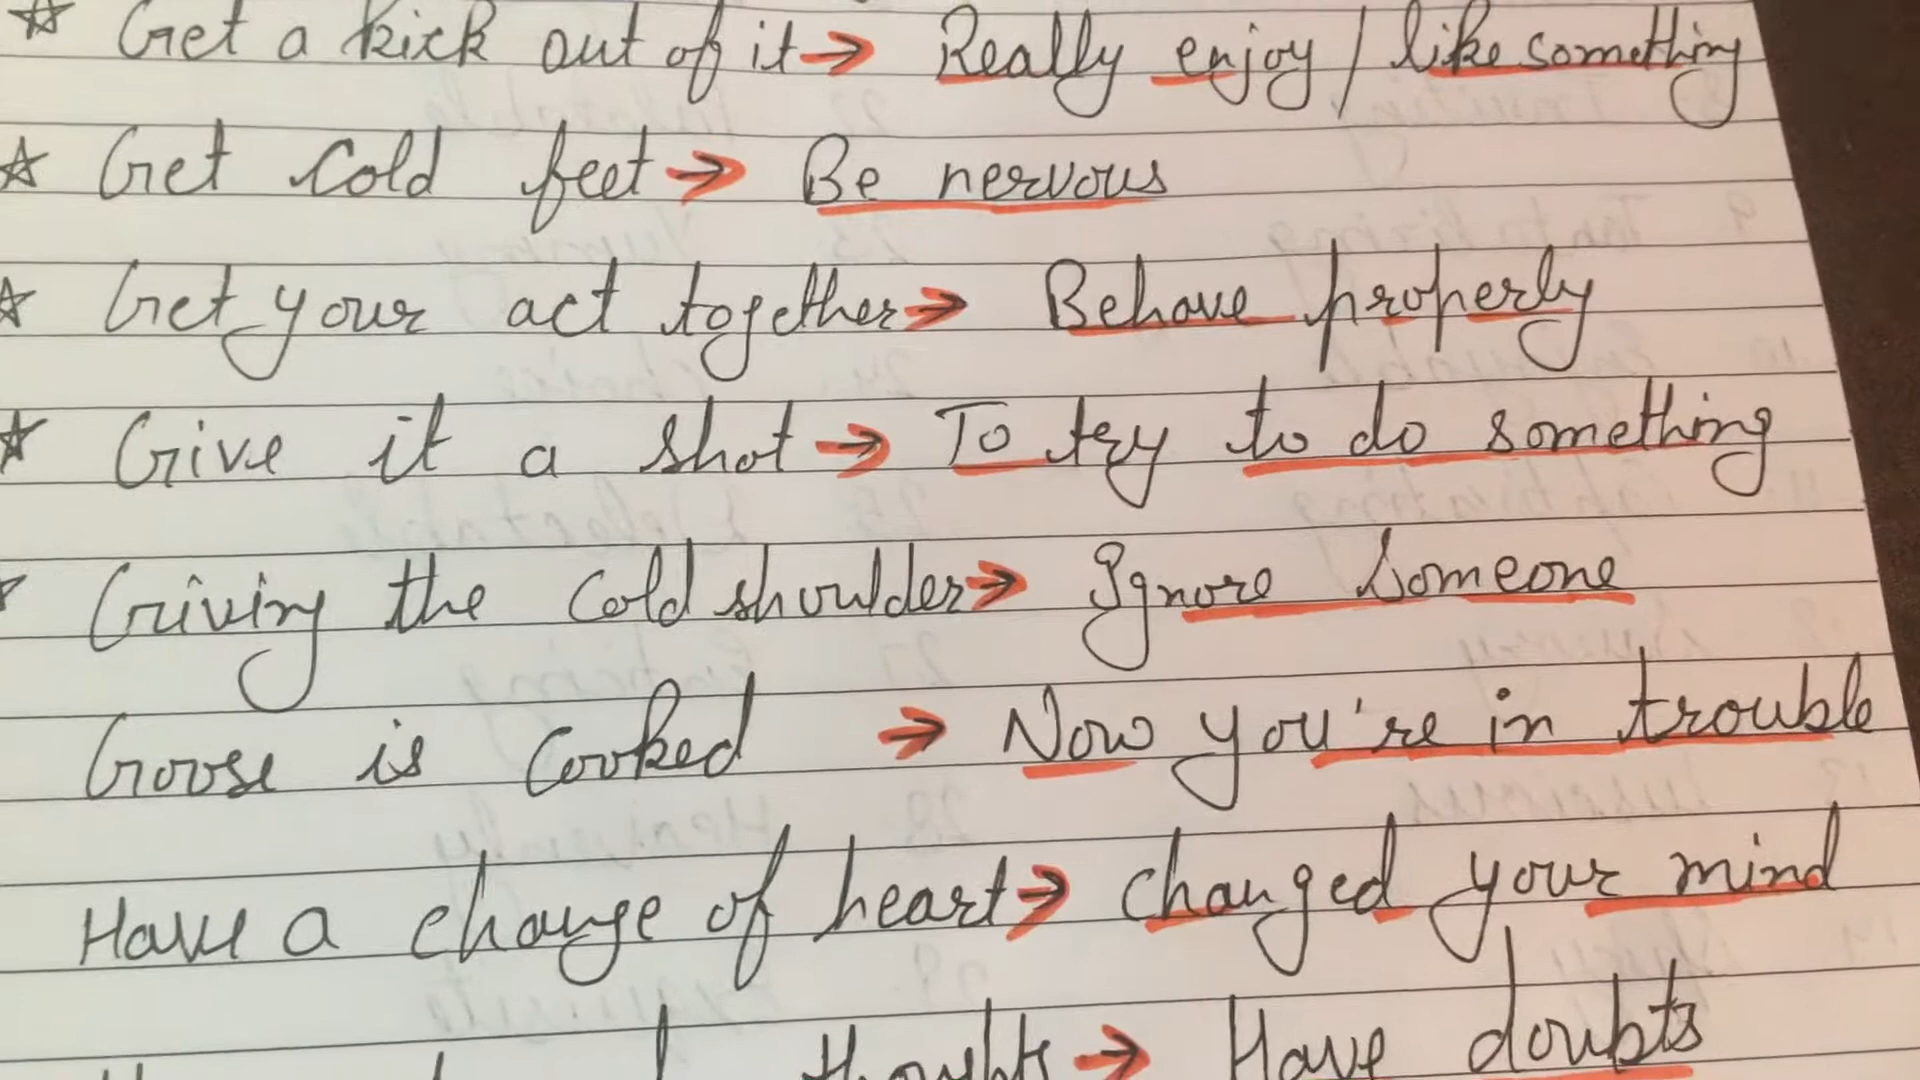 ☆ Get a kick out of it → Really enjoy / like something
☆ Get cold feet → Be nervous
☆ Get your act together → Behave properly
☆ Give it a shot → To try to do something
☆ Giving the cold shoulder → Ignore someone
Goose is cooked → Now you're in trouble
Have a change of heart → changed your mind
thoughts → Have doubts